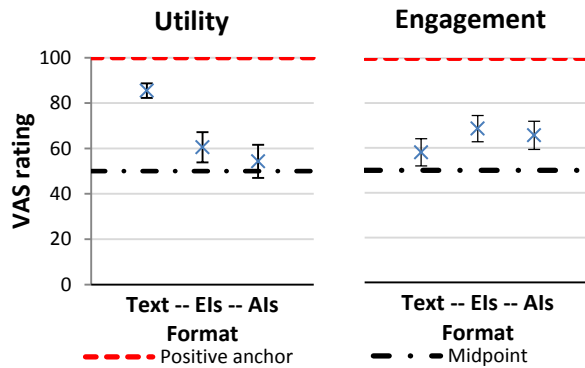 Utility
Engagement
VAS rating
100
80
60
40
20
0
Text -- EIs -- AIs
Format
Text -- EIs -- AIs
Format
Positive anchor
Midpoint